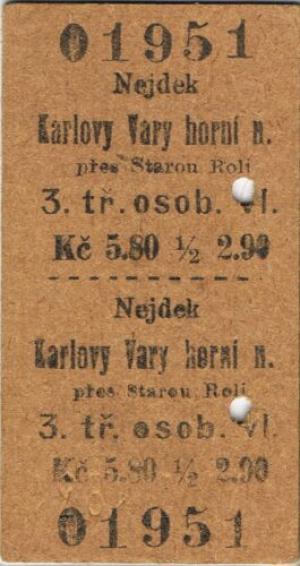 01951
Nejdek
Karlovy Vary horní n.
přes Starou Roli
3. tř. osob. vl.
Kč 5.80 ½ 2.90
Nejdek
Karlovy Vary horní n.
přes Starou Roli
3. tř. osob. vl.
Kč 5.80 ½ 2.90
01951